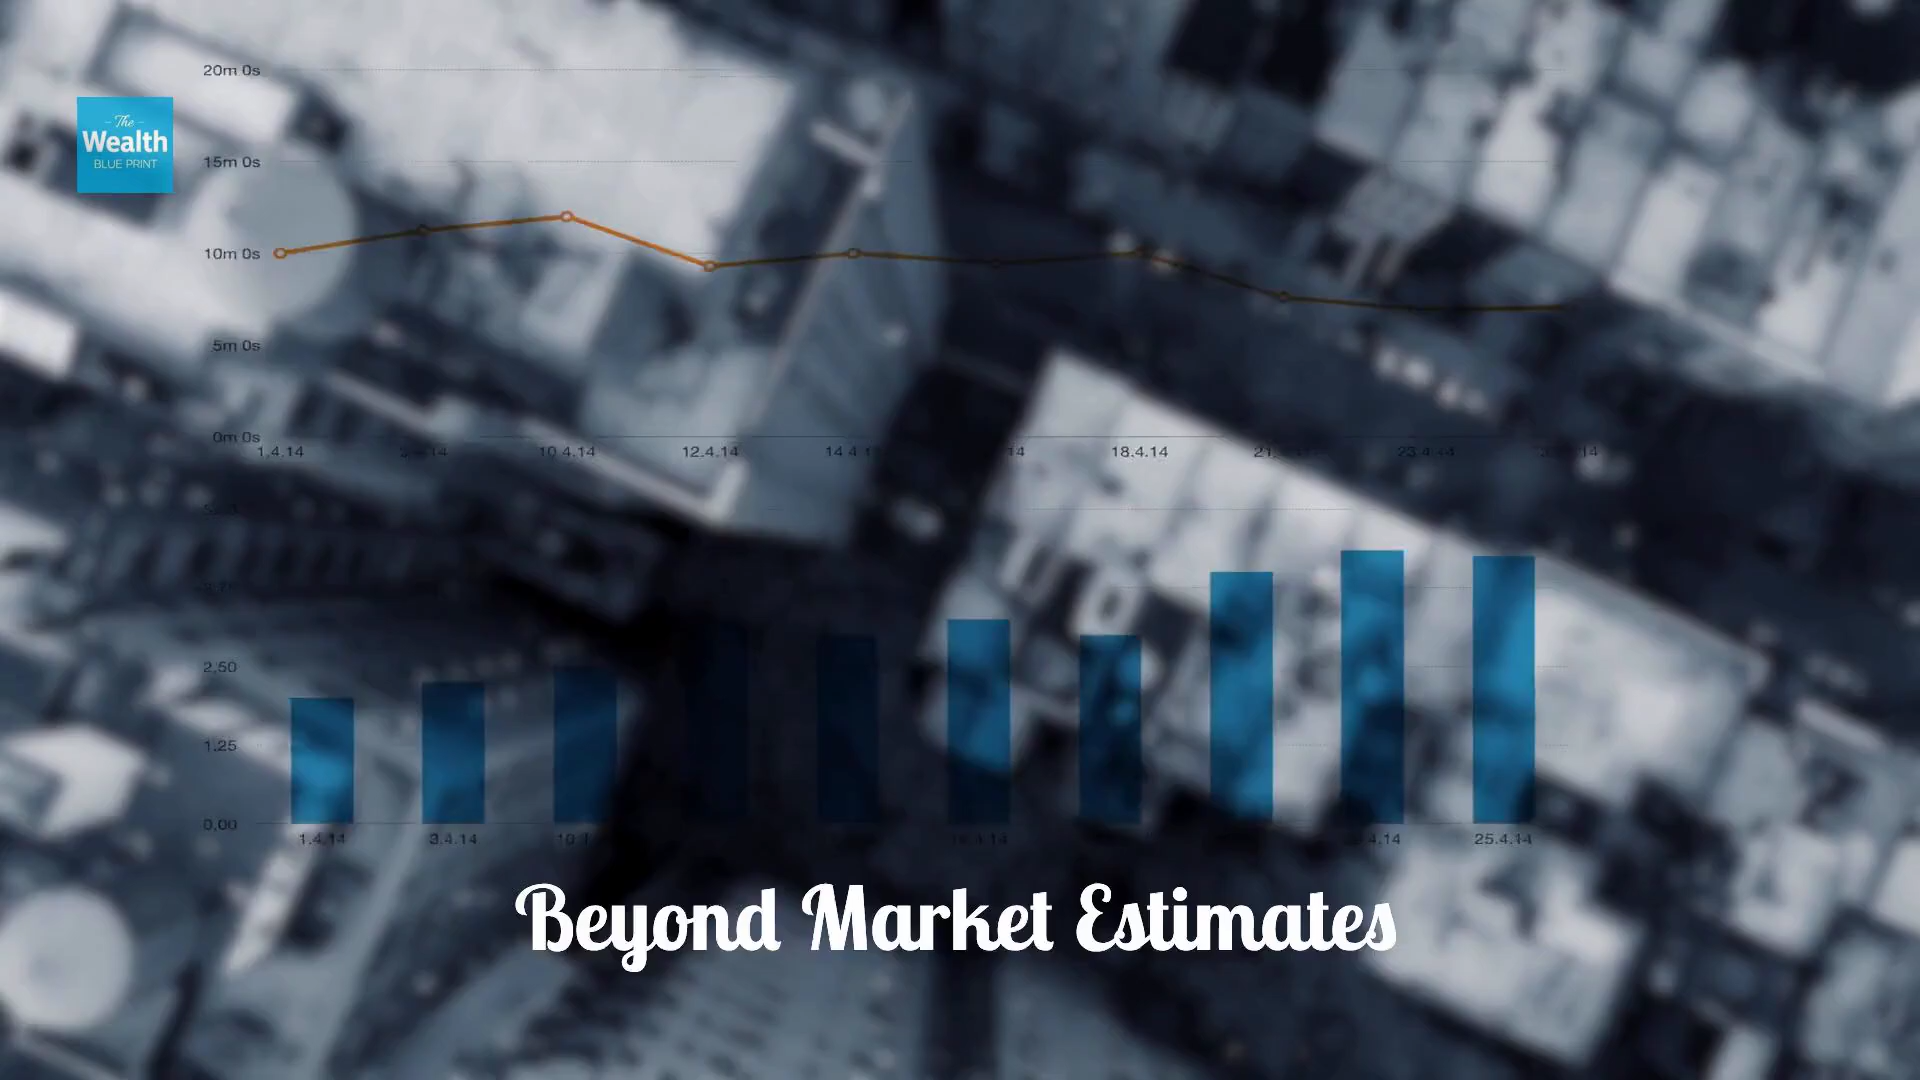 20m 0s
The
Wealth
BLUE PRINT
15m 0s
10m 0s
5m 0s
0m 0s
1.4.14 10.4.14 12.4.14 18.4.14
2,50
1,25
0,00
1.4.14 3.4.14 25.4.14
Beyond Market Estimates